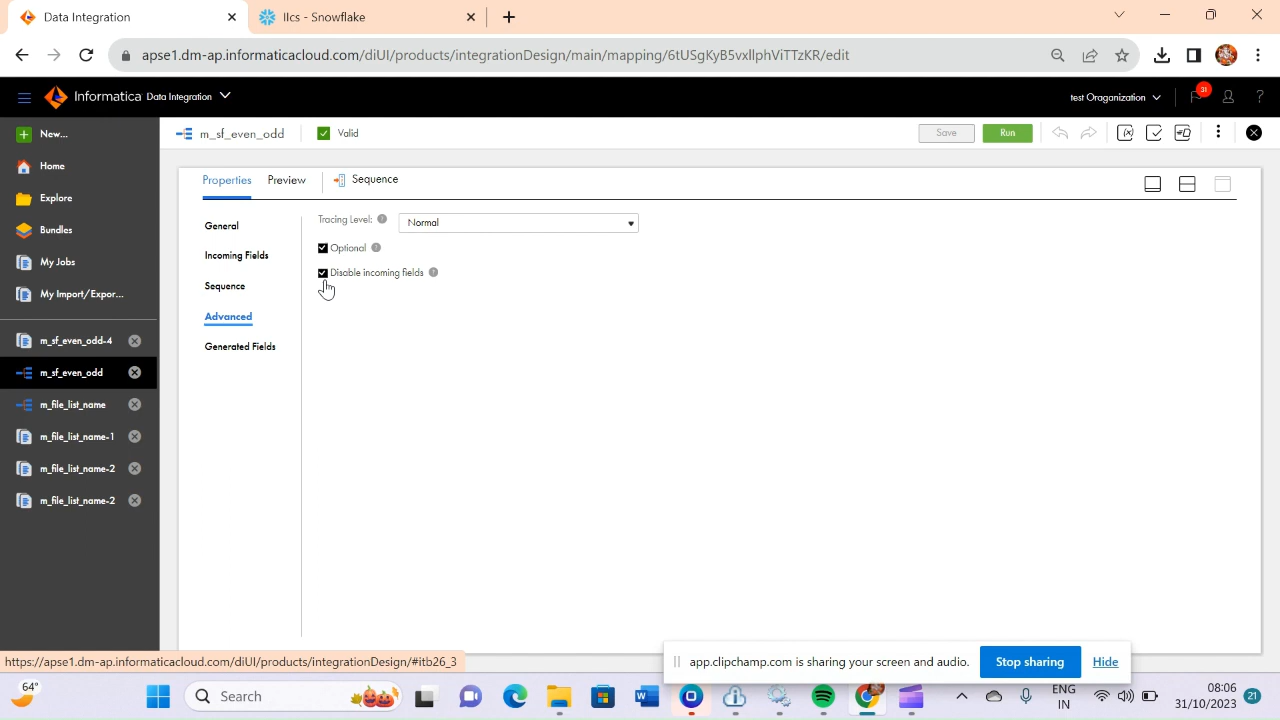 Data Integration
IIcs - Snowflake
apse1.dm-ap.informaticacloud.com/diUI/products/integrationDesign/main/mapping/6tUSgKyB5vxllphViTTzKR/edit
Informatica Data Integration
test Oraganization
31
New...
m_sf_even_odd
Valid
Save
Run
Home
Explore
Bundles
My Jobs
My Import/Expor...
m_sf_even_odd-4
m_sf_even_odd
m_file_list_name
m_file_list_name-1
m_file_list_name-2
m_file_list_name-2
Properties
Preview
Sequence
General
Incoming Fields
Sequence
Advanced
Generated Fields
Tracing Level:
Normal
Optional
Disable incoming fields
https://apse1.dm-ap.informaticacloud.com/diUI/products/integrationDesign/#itb26_3
app.clipchamp.com is sharing your screen and audio.
Stop sharing
Hide
64°
Search
ENG
IN
08:06
31/10/2023
21